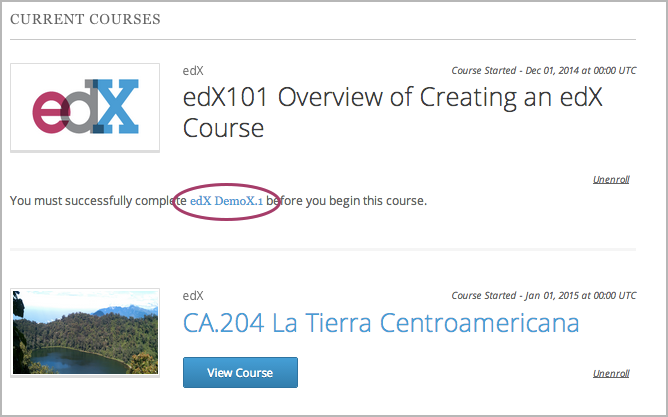 CURRENT COURSES
edX
edX
Course Started - Dec 01, 2014 at 00:00 UTC
edX101 Overview of Creating an edX
Course
Unenroll
You must successfully complete edX DemoX.1 before you begin this course.
edX
Course Started - Jan 01, 2015 at 00:00 UTC
CA.204 La Tierra Centroamericana
View Course
Unenroll